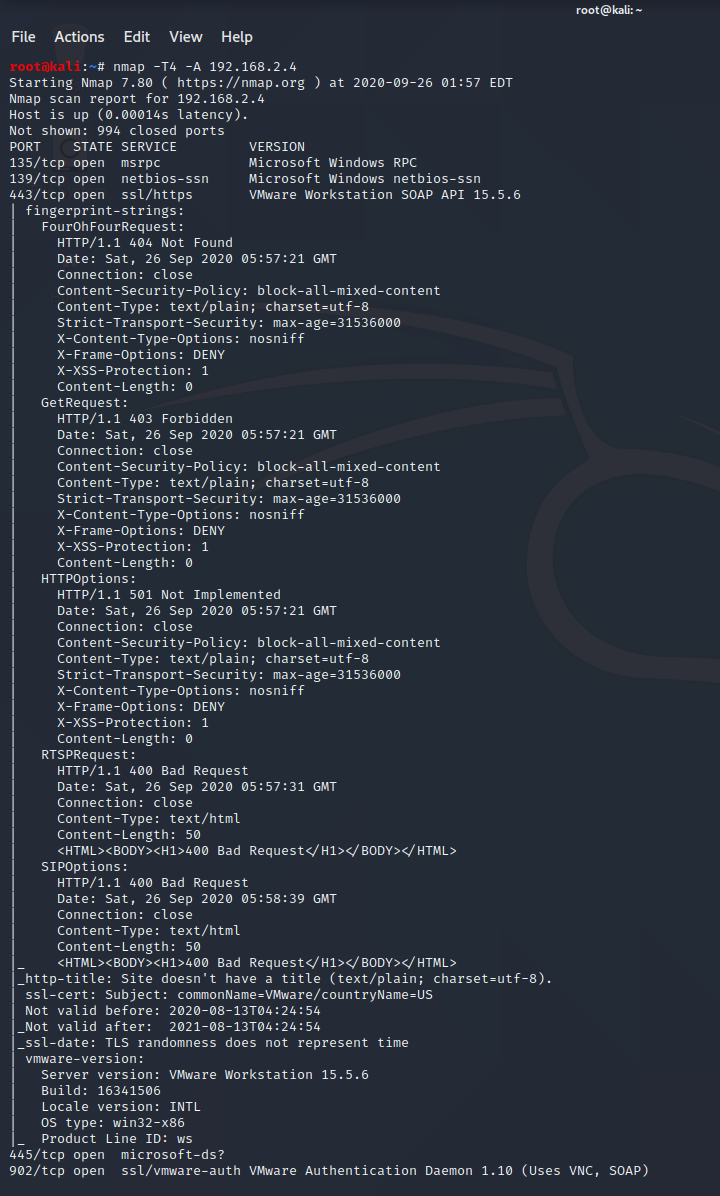 root@kali: ~
File Actions Edit View Help
root@kali:~# nmap -T4 -A 192.168.2.4
Starting Nmap 7.80 ( https://nmap.org ) at 2020-09-26 01:57 EDT
Nmap scan report for 192.168.2.4
Host is up (0.00014s latency).
Not shown: 994 closed ports
PORT    STATE SERVICE         VERSION
135/tcp open  msrpc           Microsoft Windows RPC
139/tcp open  netbios-ssn     Microsoft Windows netbios-ssn
443/tcp open  ssl/https       VMware Workstation SOAP API 15.5.6
| fingerprint-strings:
|   FourOhFourRequest:
|     HTTP/1.1 404 Not Found
|     Date: Sat, 26 Sep 2020 05:57:21 GMT
|     Connection: close
|     Content-Security-Policy: block-all-mixed-content
|     Content-Type: text/plain; charset=utf-8
|     Strict-Transport-Security: max-age=31536000
|     X-Content-Type-Options: nosniff
|     X-Frame-Options: DENY
|     X-XSS-Protection: 1
|     Content-Length: 0
|   GetRequest:
|     HTTP/1.1 403 Forbidden
|     Date: Sat, 26 Sep 2020 05:57:21 GMT
|     Connection: close
|     Content-Security-Policy: block-all-mixed-content
|     Content-Type: text/plain; charset=utf-8
|     Strict-Transport-Security: max-age=31536000
|     X-Content-Type-Options: nosniff
|     X-Frame-Options: DENY
|     X-XSS-Protection: 1
|     Content-Length: 0
|   HTTPOptions:
|     HTTP/1.1 501 Not Implemented
|     Date: Sat, 26 Sep 2020 05:57:21 GMT
|     Connection: close
|     Content-Security-Policy: block-all-mixed-content
|     Content-Type: text/plain; charset=utf-8
|     Strict-Transport-Security: max-age=31536000
|     X-Content-Type-Options: nosniff
|     X-Frame-Options: DENY
|     X-XSS-Protection: 1
|     Content-Length: 0
|   RTSPRequest:
|     HTTP/1.1 400 Bad Request
|     Date: Sat, 26 Sep 2020 05:57:31 GMT
|     Connection: close
|     Content-Type: text/html
|     Content-Length: 50
|     <HTML><BODY><H1>400 Bad Request</H1></BODY></HTML>
|   SIPOptions:
|     HTTP/1.1 400 Bad Request
|     Date: Sat, 26 Sep 2020 05:58:39 GMT
|     Connection: close
|     Content-Type: text/html
|     Content-Length: 50
|_    <HTML><BODY><H1>400 Bad Request</H1></BODY></HTML>
|_http-title: Site doesn't have a title (text/plain; charset=utf-8).
| ssl-cert: Subject: commonName=VMware/countryName=US
| Not valid before: 2020-08-13T04:24:54
|_Not valid after:  2021-08-13T04:24:54
|_ssl-date: TLS randomness does not represent time
| vmware-version:
|   Server version: VMware Workstation 15.5.6
|   Build: 16341506
|   Locale version: INTL
|   OS type: win32-x86
|_  Product Line ID: ws
445/tcp open  microsoft-ds?
902/tcp open  ssl/vmware-auth VMware Authentication Daemon 1.10 (Uses VNC, SOAP)